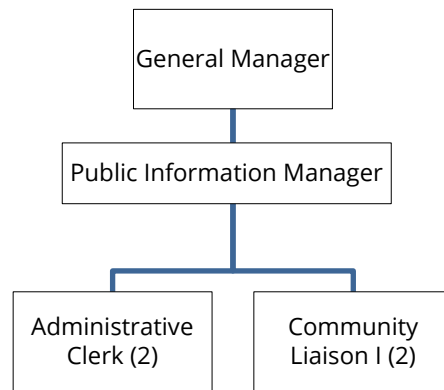 General Manager
Public Information Manager
Administrative
Clerk (2)
Community
Liaison I (2)